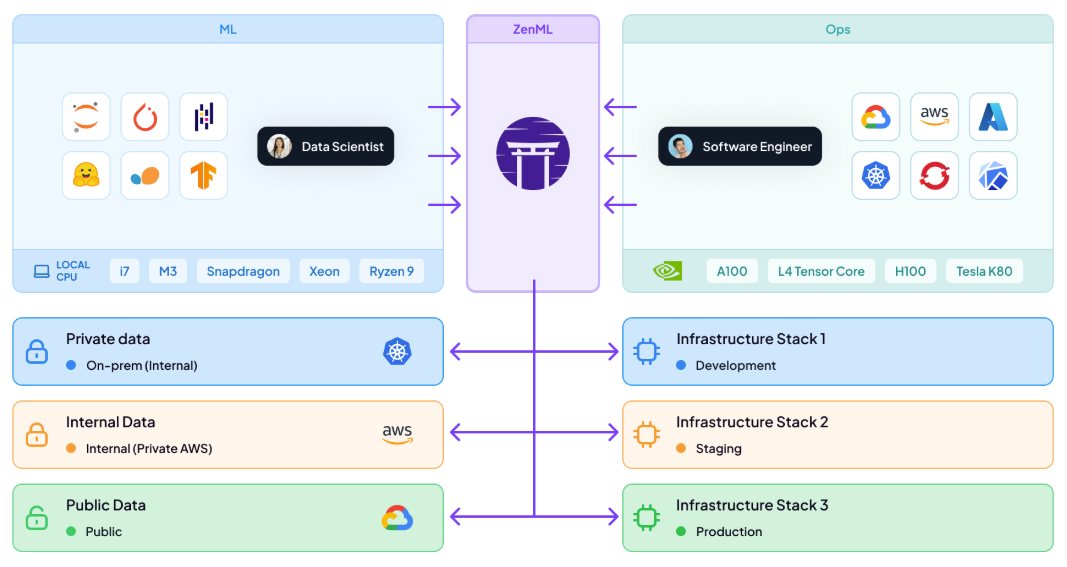 ML
ZenML
Ops
Data Scientist
Software Engineer
aws
LOCAL
CPU
i7
M3
Snapdragon
Xeon
Ryzen 9
A100
L4 Tensor Core
H100
Tesla K80
Private data
On-prem (Internal)
Infrastructure Stack 1
Development
Internal Data
Internal (Private AWS)
aws
Infrastructure Stack 2
Staging
Public Data
Public
Infrastructure Stack 3
Production